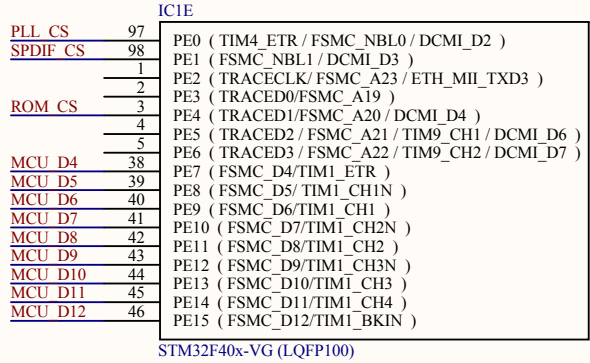 IC1E
PLL_CS 97 PE0 ( TIM4_ETR / FSMC_NBL0 / DCMI_D2 )
SPDIF_CS 98 PE1 ( FSMC_NBL1 / DCMI_D3 )
1 PE2 ( TRACECLK/ FSMC_A23 / ETH_MII_TXD3 )
2 PE3 ( TRACED0/FSMC_A19 )
ROM_CS 3 PE4 ( TRACED1/FSMC_A20 / DCMI_D4 )
4 PE5 ( TRACED2 / FSMC_A21 / TIM9_CH1 / DCMI_D6 )
5 PE6 ( TRACED3 / FSMC_A22 / TIM9_CH2 / DCMI_D7 )
MCU_D4 38 PE7 ( FSMC_D4/TIM1_ETR )
MCU_D5 39 PE8 ( FSMC_D5/ TIM1_CH1N )
MCU_D6 40 PE9 ( FSMC_D6/TIM1_CH1 )
MCU_D7 41 PE10 ( FSMC_D7/TIM1_CH2N )
MCU_D8 42 PE11 ( FSMC_D8/TIM1_CH2 )
MCU_D9 43 PE12 ( FSMC_D9/TIM1_CH3N )
MCU_D10 44 PE13 ( FSMC_D10/TIM1_CH3 )
MCU_D11 45 PE14 ( FSMC_D11/TIM1_CH4 )
MCU_D12 46 PE15 ( FSMC_D12/TIM1_BKIN )
STM32F40x-VG (LQFP100)